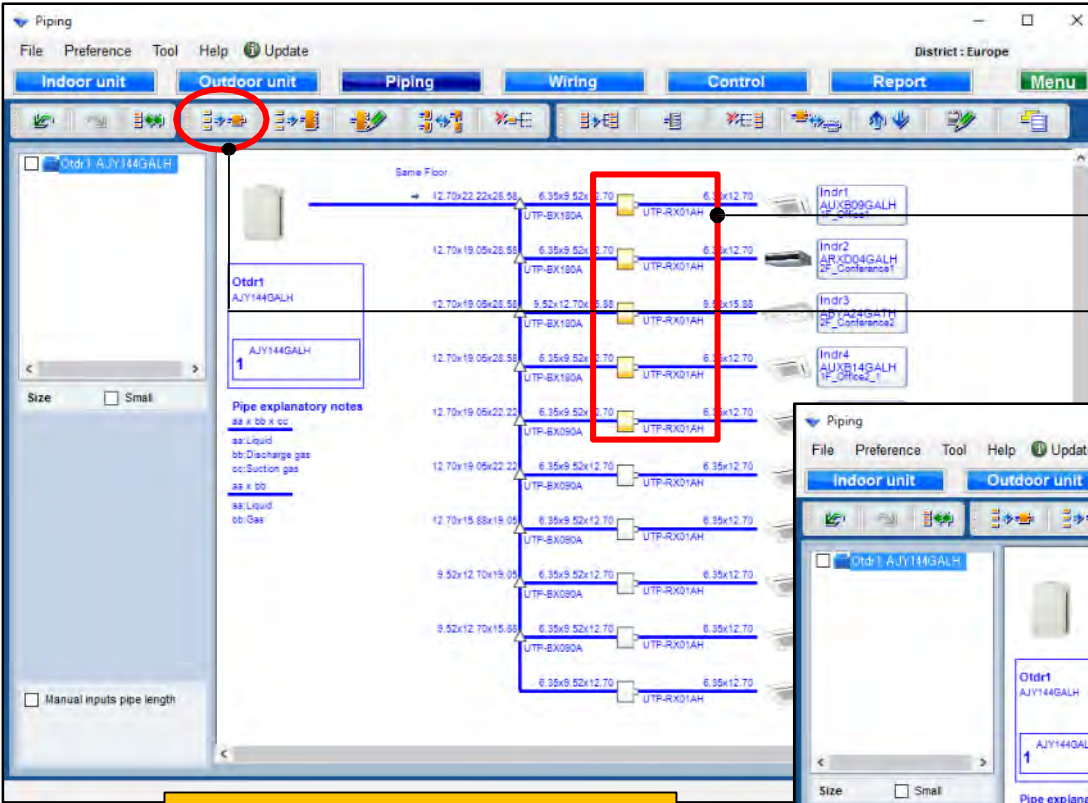 Piping
File Preference Tool Help Update
District : Europe
Indoor unit Outdoor unit Piping Wiring Control Report Menu
Otdr1 AJY144GALH
Size Small
Manual inputs pipe length
Same Floor
Otdr1
AJY144GALH
AJY144GALH
1
Pipe explanatory notes
aa x bb x cc
aa:Liquid
bb:Discharge gas
cc:Suction gas
aa x bb
aa:Liquid
bb:Gas
12.70x22.22x28.58 6.35x9.52x12.70 6.35x12.70
UTP-BX180A UTP-RX01AH
Indr1
AUXB09GALH
1F_Office1
12.70x19.05x28.58 6.35x9.52x12.70 6.35x12.70
UTP-BX180A UTP-RX01AH
Indr2
ARXD04GALH
2F_Conference1
12.70x19.05x28.58 9.52x12.70x15.88 9.52x15.88
UTP-BX180A UTP-RX01AH
Indr3
ABYA24GATH
2F_Conference2
12.70x19.05x28.58 6.35x9.52x12.70 6.35x12.70
UTP-BX180A UTP-RX01AH
Indr4
AUXB14GALH
1F_Office2_1
12.70x19.05x22.22 6.35x9.52x12.70 6.35x12.70
UTP-BX090A UTP-RX01AH
12.70x19.05x22.22 6.35x9.52x12.70 6.35x12.70
UTP-BX090A UTP-RX01AH
12.70x15.88x19.05 6.35x9.52x12.70 6.35x12.70
UTP-BX090A UTP-RX01AH
9.52x12.70x19.05 6.35x9.52x12.70 6.35x12.70
UTP-BX090A UTP-RX01AH
9.52x12.70x15.88 6.35x9.52x12.70 6.35x12.70
UTP-BX090A UTP-RX01AH
6.35x9.52x12.70 6.35x12.70
UTP-RX01AH
Piping
File Preference Tool Help Updat
Indoor unit Outdoor unit
Otdr1 AJY144GALH
Otdr1
AJY144GALH
AJY144GAL
1
Size Small
Pipe explana